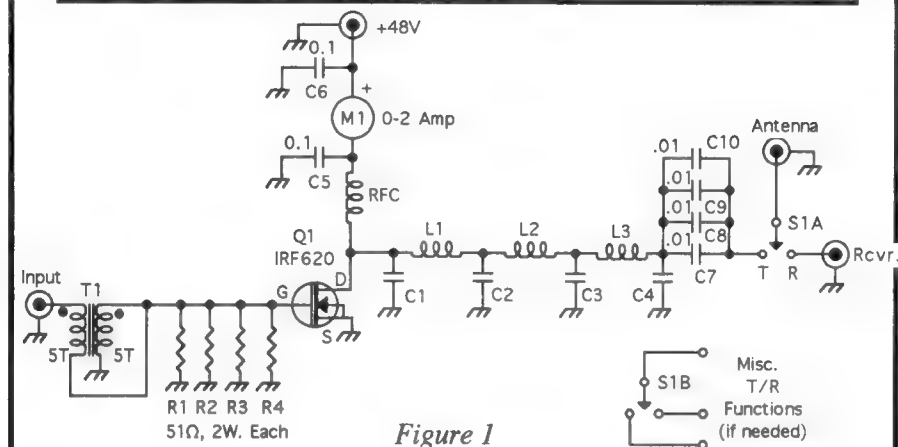 +48V
0.1
C6
+
M1
0-2 Amp
0.1
C5
RFC
Q1
IRF620
D
G
S
Input
T1
5T
5T
R1 R2 R3 R4
51Ω, 2W. Each
L1
L2
L3
C1
C2
C3
C4
.01
C10
.01
C9
.01
C8
.01
C7
Antenna
S1A
T
R
Rcvr.
S1B
Misc.
T/R
Functions
(if needed)
Figure 1